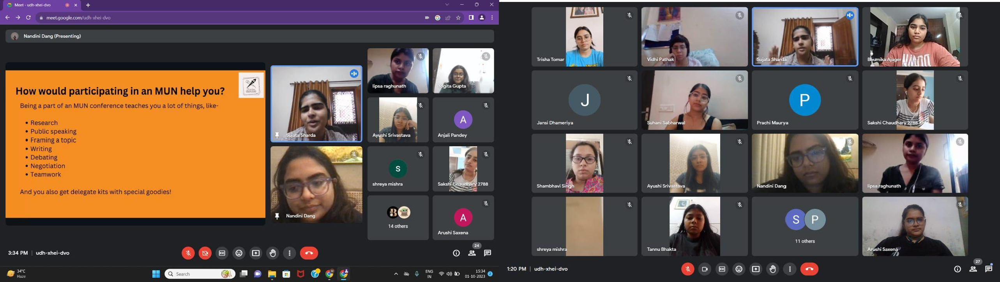 Meet - udh-xhei-dvo
meet.google.com/udh-xhei-dvo
Nandini Dang (Presenting)
How would participating in an MUN help you?
Being a part of an MUN conference teaches you a lot of things, like-
• Research
• Public speaking
• Framing a topic
• Writing
• Debating
• Negotiation
• Teamwork
And you also get delegate kits with special goodies!
Sujata Sharda
Nandini Dang
lipsa raghunath
Yogita Gupta
Ayushi Srivastava
A
Anjali Pandey
S
shreya mishra
Sakshi Chaudhary 2788
B
14 others
A
Arushi Saxena
3:34 PM | udh-xhei-dvo
CC
24
34°C
Haze
Search
M
ENG
IN
15:34
01-10-2023
2
Trisha Tomar
Vidhi Pathak
Sujata Sharda
Bhumika Ajager
J
Jansi Dhameriya
Suhani Sabharwal
P
Prachi Maurya
Sakshi Chaudhary 2788
Shambhavi Singh
Ayushi Srivastava
Nandini Dang
lipsa raghunath
shreya mishra
Tannu Bhakta
S P
11 others
Arushi Saxena
1:20 PM | udh-xhei-dvo
CC
27